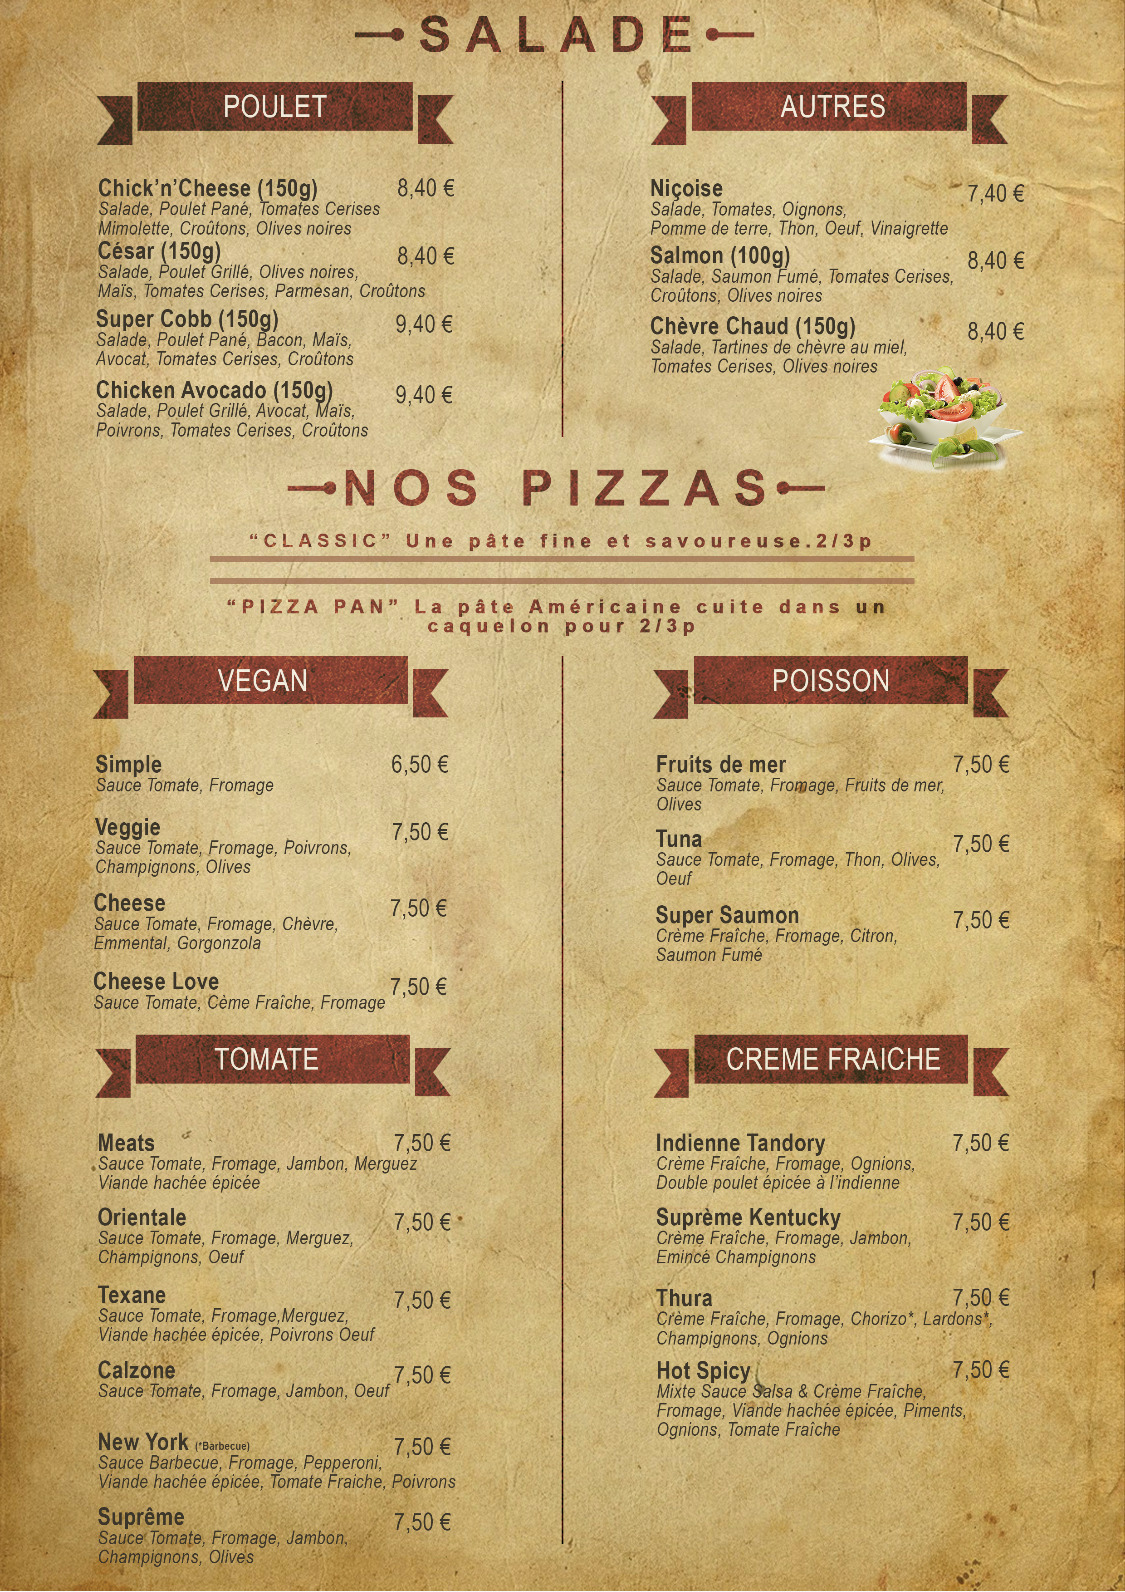 SALADE
POULET
Chick’n’Cheese (150g) 8,40 €
Salade, Poulet Pané, Tomates Cerises
Mimolette, Croûtons, Olives noires
César (150g) 8,40 €
Salade, Poulet Grillé, Olives noires,
Maïs, Tomates Cerises, Parmesan, Croûtons
Super Cobb (150g) 9,40 €
Salade, Poulet Pané, Bacon, Maïs,
Avocat, Tomates Cerises, Croûtons
Chicken Avocado (150g) 9,40 €
Salade, Poulet Grillé, Avocat, Maïs,
Poivrons, Tomates Cerises, Croûtons
AUTRES
Niçoise 7,40 €
Salade, Tomates, Oignons,
Pomme de terre, Thon, Oeuf, Vinaigrette
Salmon (100g) 8,40 €
Salade, Saumon Fumé, Tomates Cerises,
Croûtons, Olives noires
Chèvre Chaud (150g) 8,40 €
Salade, Tartines de chèvre au miel,
Tomates Cerises, Olives noires
NOS PIZZAS
“CLASSIC” Une pâte fine et savoureuse.2/3p
“PIZZA PAN” La pâte Américaine cuite dans un
caquelon pour 2/3p
VEGAN
Simple 6,50 €
Sauce Tomate, Fromage
Veggie 7,50 €
Sauce Tomate, Fromage, Poivrons,
Champignons, Olives
Cheese 7,50 €
Sauce Tomate, Fromage, Chèvre,
Emmental, Gorgonzola
Cheese Love 7,50 €
Sauce Tomate, Cème Fraîche, Fromage
POISSON
Fruits de mer 7,50 €
Sauce Tomate, Fromage, Fruits de mer,
Olives
Tuna 7,50 €
Sauce Tomate, Fromage, Thon, Olives,
Oeuf
Super Saumon 7,50 €
Crème Fraîche, Fromage, Citron,
Saumon Fumé
TOMATE
Meats 7,50 €
Sauce Tomate, Fromage, Jambon, Merguez
Viande hachée épicée
Orientale 7,50 €
Sauce Tomate, Fromage, Merguez,
Champignons, Oeuf
Texane 7,50 €
Sauce Tomate, Fromage,Merguez,
Viande hachée épicée, Poivrons Oeuf
Calzone 7,50 €
Sauce Tomate, Fromage, Jambon, Oeuf
New York (*Barbecue) 7,50 €
Sauce Barbecue, Fromage, Pepperoni,
Viande hachée épicée, Tomate Fraiche, Poivrons
Suprême 7,50 €
Sauce Tomate, Fromage, Jambon,
Champignons, Olives
CREME FRAICHE
Indienne Tandory 7,50 €
Crème Fraîche, Fromage, Ognions,
Double poulet épicée à l’indienne
Suprème Kentucky 7,50 €
Crème Fraîche, Fromage, Jambon,
Emincé Champignons
Thura 7,50 €
Crème Fraîche, Fromage, Chorizo*, Lardons*,
Champignons, Ognions
Hot Spicy 7,50 €
Mixte Sauce Salsa & Crème Fraîche,
Fromage, Viande hachée épicée, Piments,
Ognions, Tomate Fraîche